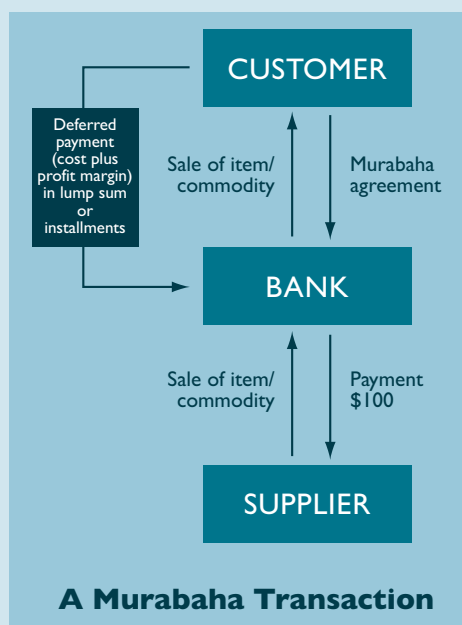 CUSTOMER
Deferred
payment
(cost plus
profit margin)
in lump sum
or
installments
Sale of item/
commodity
Murabaha
agreement
BANK
Sale of item/
commodity
Payment
$100
SUPPLIER
A Murabaha Transaction